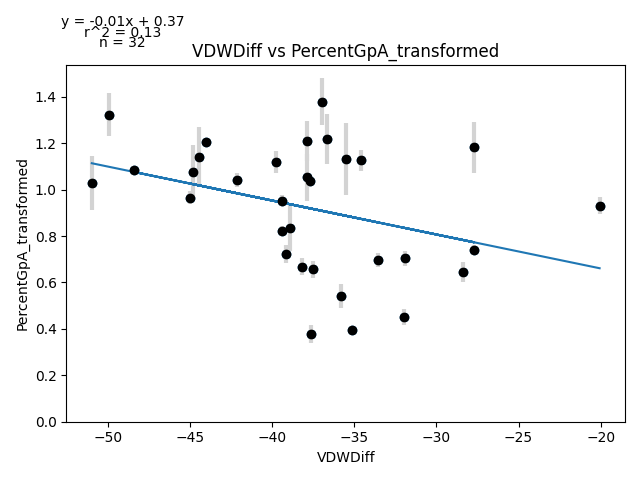 y = -0.01x + 0.37
r^2 = 0.13
n = 32
VDWDiff vs PercentGpA_transformed
PercentGpA_transformed
1.4
1.2
1.0
0.8
0.6
0.4
0.2
0.0
−50
−45
−40
−35
−30
−25
−20
VDWDiff